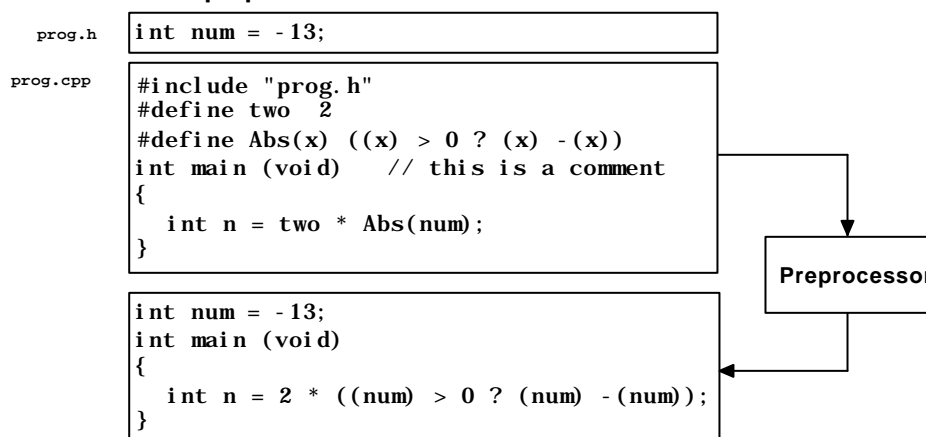 prog.h
int num = -13;
prog.cpp
#include "prog.h"
#define two 2
#define Abs(x) ((x) > 0 ? (x) -(x))
int main (void) // this is a comment
{
int n = two * Abs(num);
}
Preprocessor
int num = -13;
int main (void)
{
int n = 2 * ((num) > 0 ? (num) -(num));
}